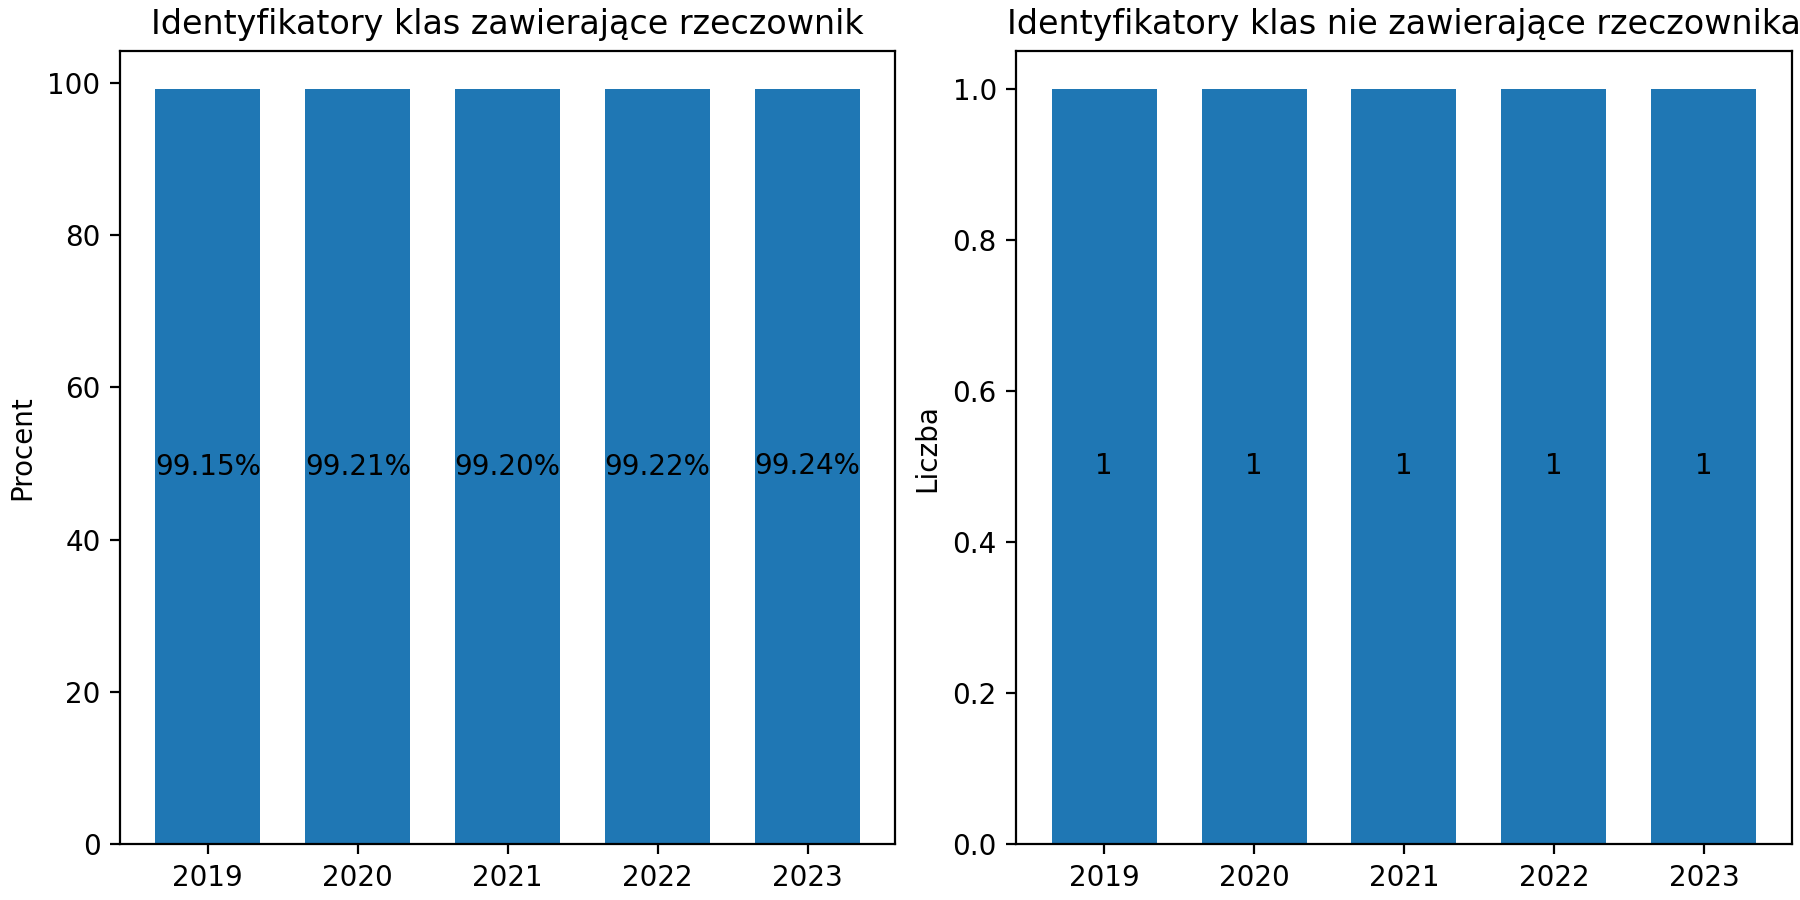 Identyfikatory klas zawierające rzeczownik
Procent
100
80
60
40
20
0
99.15% 99.21% 99.20% 99.22% 99.24%
2019 2020 2021 2022 2023
Identyfikatory klas nie zawierające rzeczownika
Liczba
1.0
0.8
0.6
0.4
0.2
0.0
1 1 1 1 1
2019 2020 2021 2022 2023